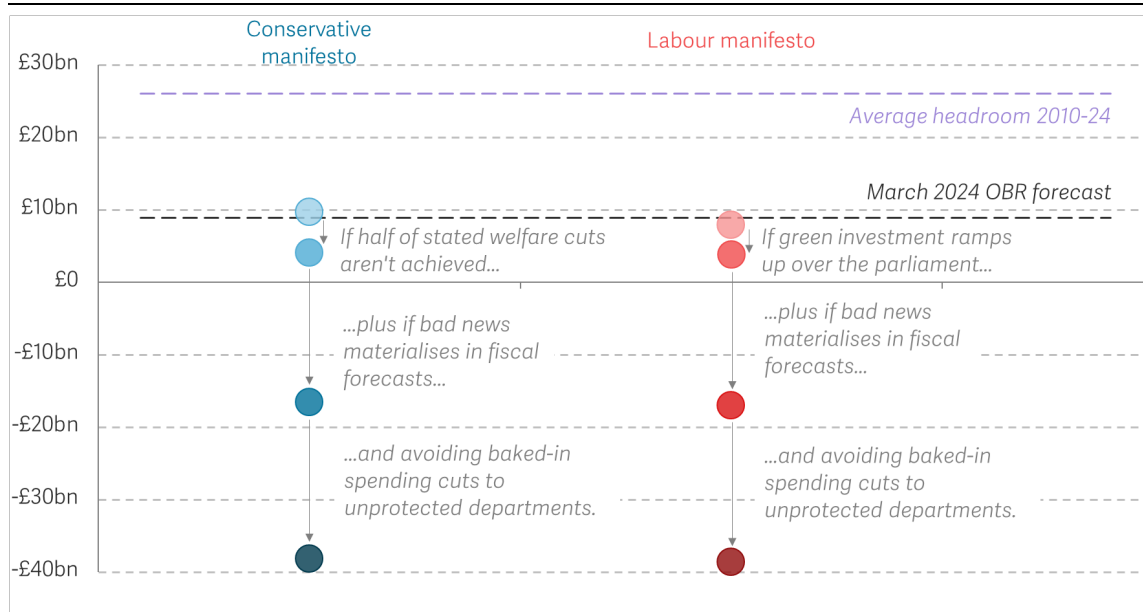 Conservative
manifesto
Labour manifesto
£30bn
Average headroom 2010-24
£20bn
March 2024 OBR forecast
£10bn
If half of stated welfare cuts
aren't achieved...
If green investment ramps
up over the parliament...
£0
...plus if bad news
materialises in fiscal
forecasts...
...plus if bad news
materialises in fiscal
forecasts...
-£10bn
-£20bn
...and avoiding baked-in
spending cuts to
unprotected departments.
...and avoiding baked-in
spending cuts to
unprotected departments.
-£30bn
-£40bn